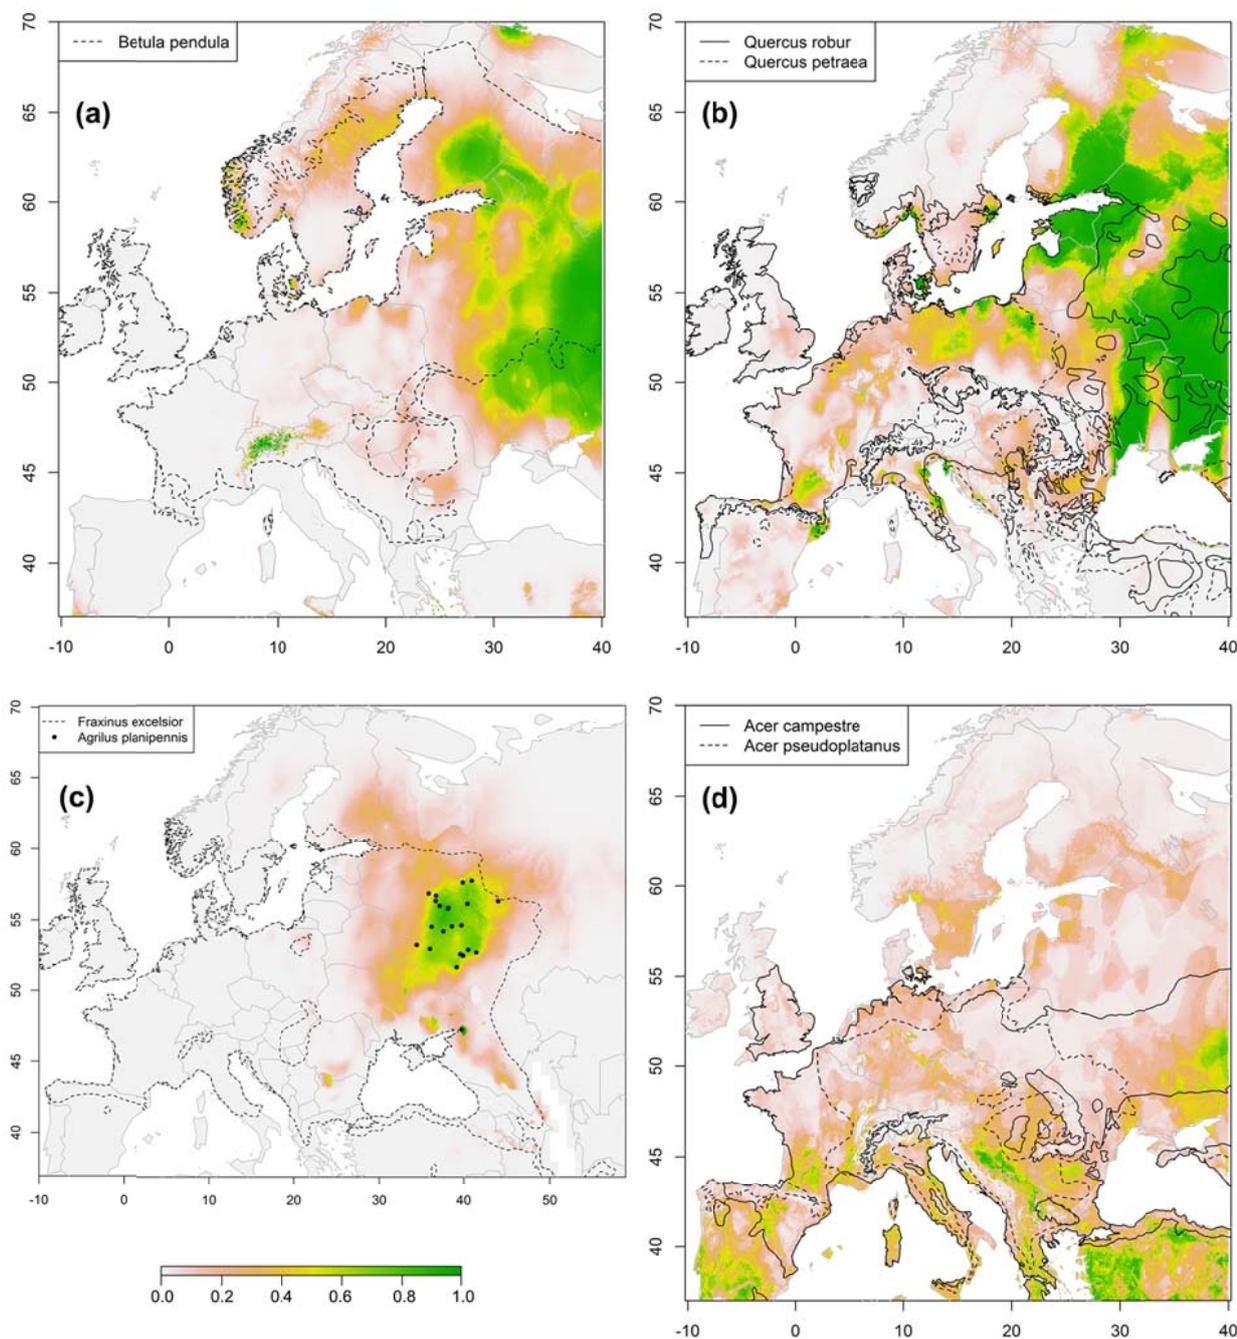 Betula pendula
(a)
70
65
60
55
50
45
40
-10 0 10 20 30 40
Quercus robur
Quercus petraea
(b)
70
65
60
55
50
45
40
-10 0 10 20 30 40
Fraxinus excelsior
Agrilus planipennis
(c)
70
65
60
55
50
45
40
-10 0 10 20 30 40 50
0.0 0.2 0.4 0.6 0.8 1.0
Acer campestre
Acer pseudoplatanus
(d)
70
65
60
55
50
45
40
-10 0 10 20 30 40